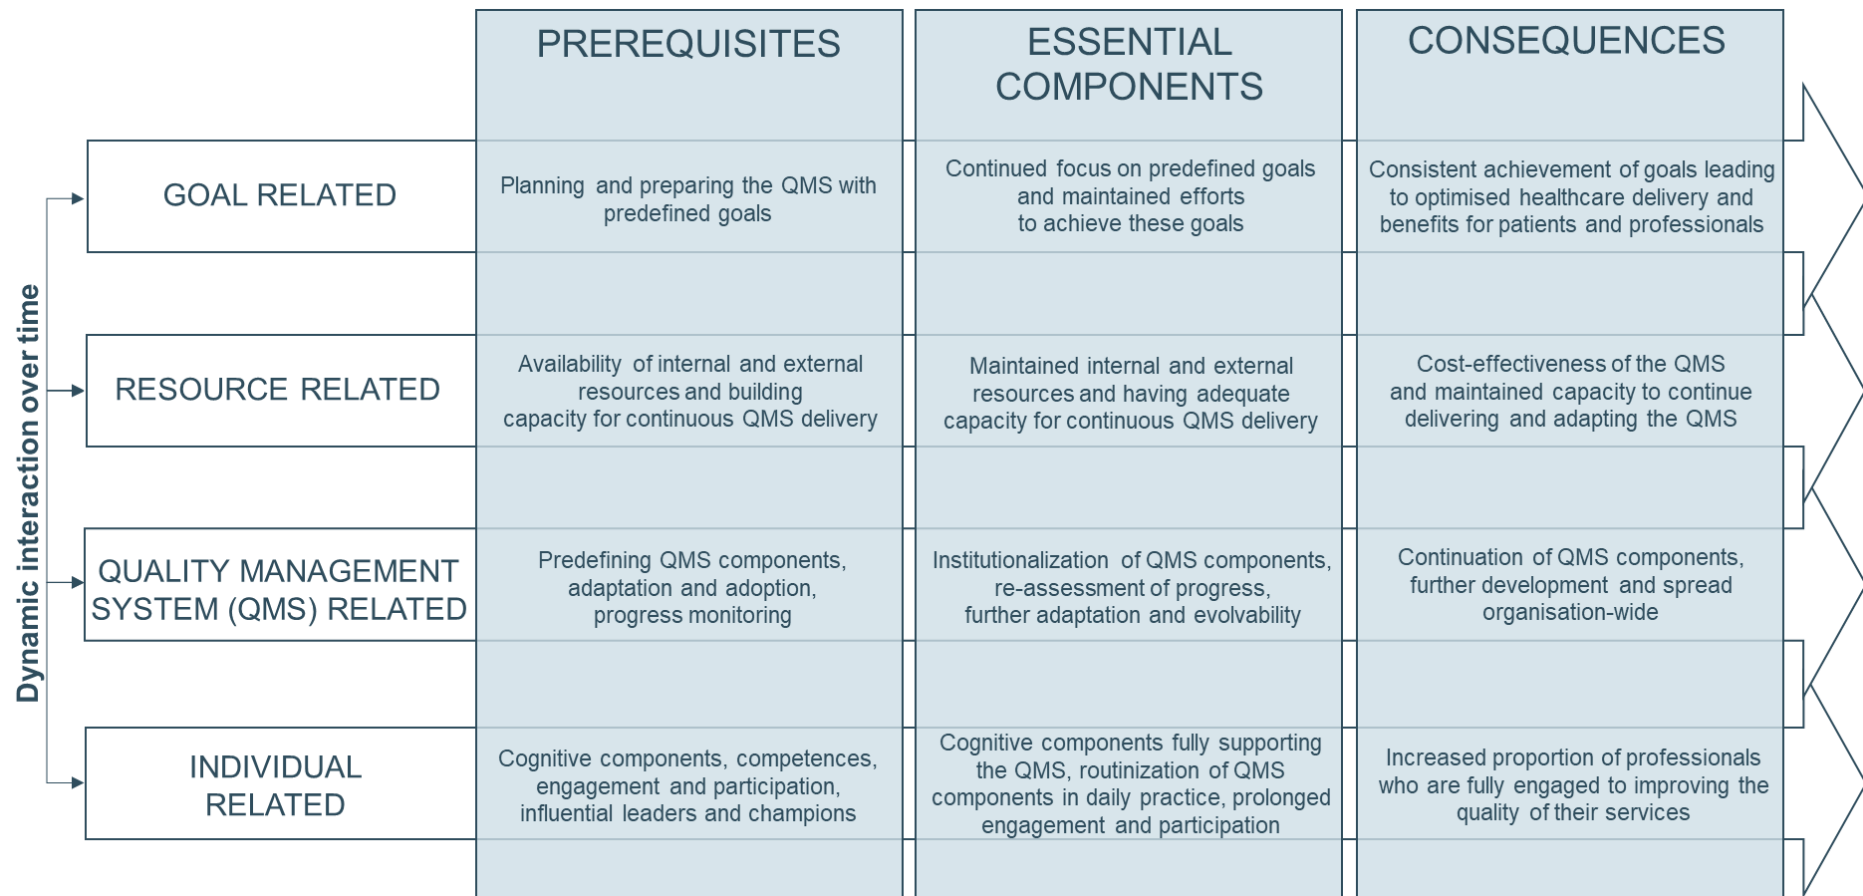 PREREQUISITES
ESSENTIAL
COMPONENTS
CONSEQUENCES
Dynamic interaction over time
GOAL RELATED
Planning and preparing the QMS with
predefined goals
Continued focus on predefined goals
and maintained efforts
to achieve these goals
Consistent achievement of goals leading
to optimised healthcare delivery and
benefits for patients and professionals
RESOURCE RELATED
Availability of internal and external
resources and building
capacity for continuous QMS delivery
Maintained internal and external
resources and having adequate
capacity for continuous QMS delivery
Cost-effectiveness of the QMS
and maintained capacity to continue
delivering and adapting the QMS
QUALITY MANAGEMENT
SYSTEM (QMS) RELATED
Predefining QMS components,
adaptation and adoption,
progress monitoring
Institutionalization of QMS components,
re-assessment of progress,
further adaptation and evolvability
Continuation of QMS components,
further development and spread
organisation-wide
INDIVIDUAL
RELATED
Cognitive components, competences,
engagement and participation,
influential leaders and champions
Cognitive components fully supporting
the QMS, routinization of QMS
components in daily practice, prolonged
engagement and participation
Increased proportion of professionals
who are fully engaged to improving the
quality of their services